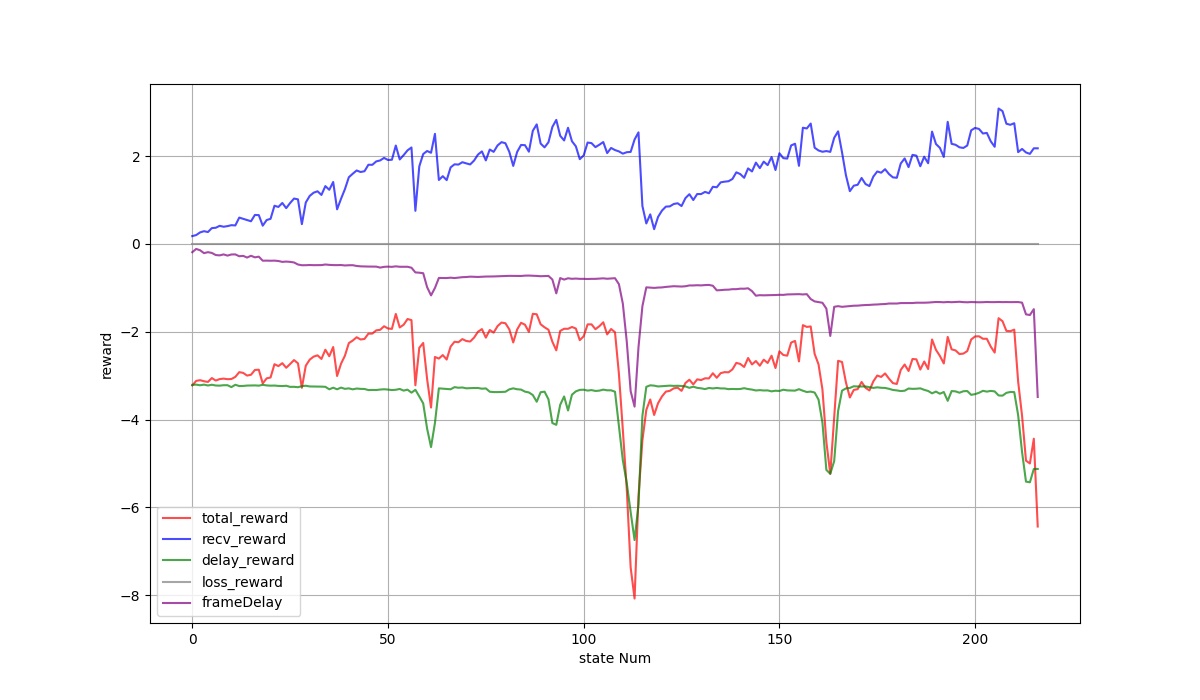 2
0
−2
−4
−6
−8
reward
total_reward
recv_reward
delay_reward
loss_reward
frameDelay
0 50 100 150 200
state Num